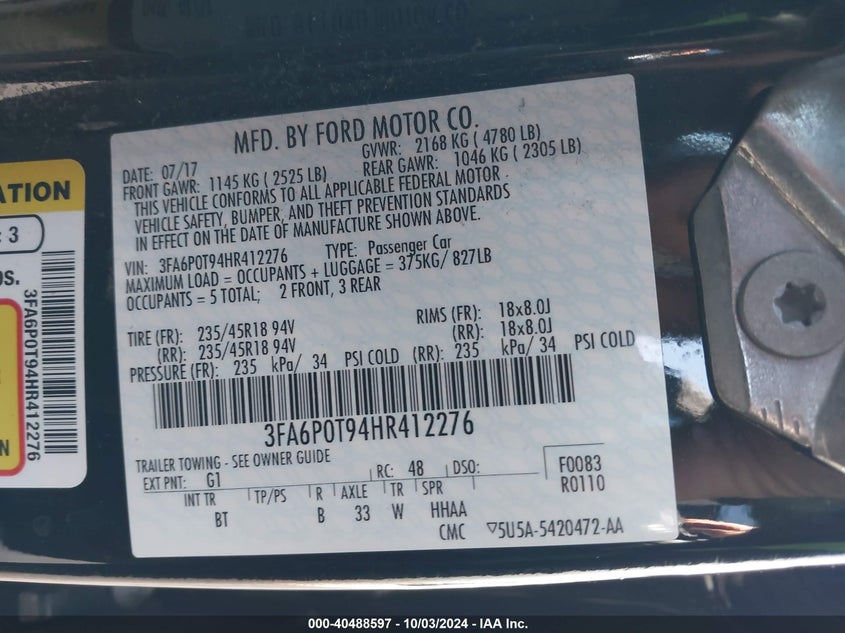 MFD. BY FORD MOTOR CO.
DATE: 07/17 GVWR: 2168 KG ( 4780 LB)
FRONT GAWR: 1145 KG ( 2525 LB) REAR GAWR: 1046 KG ( 2305 LB)
THIS VEHICLE CONFORMS TO ALL APPLICABLE FEDERAL MOTOR
VEHICLE SAFETY, BUMPER, AND THEFT PREVENTION STANDARDS
IN EFFECT ON THE DATE OF MANUFACTURE SHOWN ABOVE.
VIN: 3FA6P0T94HR412276 TYPE: Passenger Car
MAXIMUM LOAD = OCCUPANTS + LUGGAGE = 375KG/ 827LB
OCCUPANTS = 5 TOTAL; 2 FRONT, 3 REAR
TIRE (FR): 235/45R18 94V RIMS (FR): 18x8.0J
(RR): 235/45R18 94V (RR): 18x8.0J
PRESSURE (FR): 235 kPa/ 34 PSI COLD (RR): 235 kPa/ 34 PSI COLD
3FA6P0T94HR412276
TRAILER TOWING - SEE OWNER GUIDE
EXT PNT: G1 RC: 48 DSO: F0083
R0110
INT TR TP/PS R AXLE TR SPR
BT B 33 W HHAA
CMC ▽5U5A-5420472-AA
ATION
: 3
3FA6P0T94HR412276
N
000-40488597 - 10/03/2024 - IAA Inc.